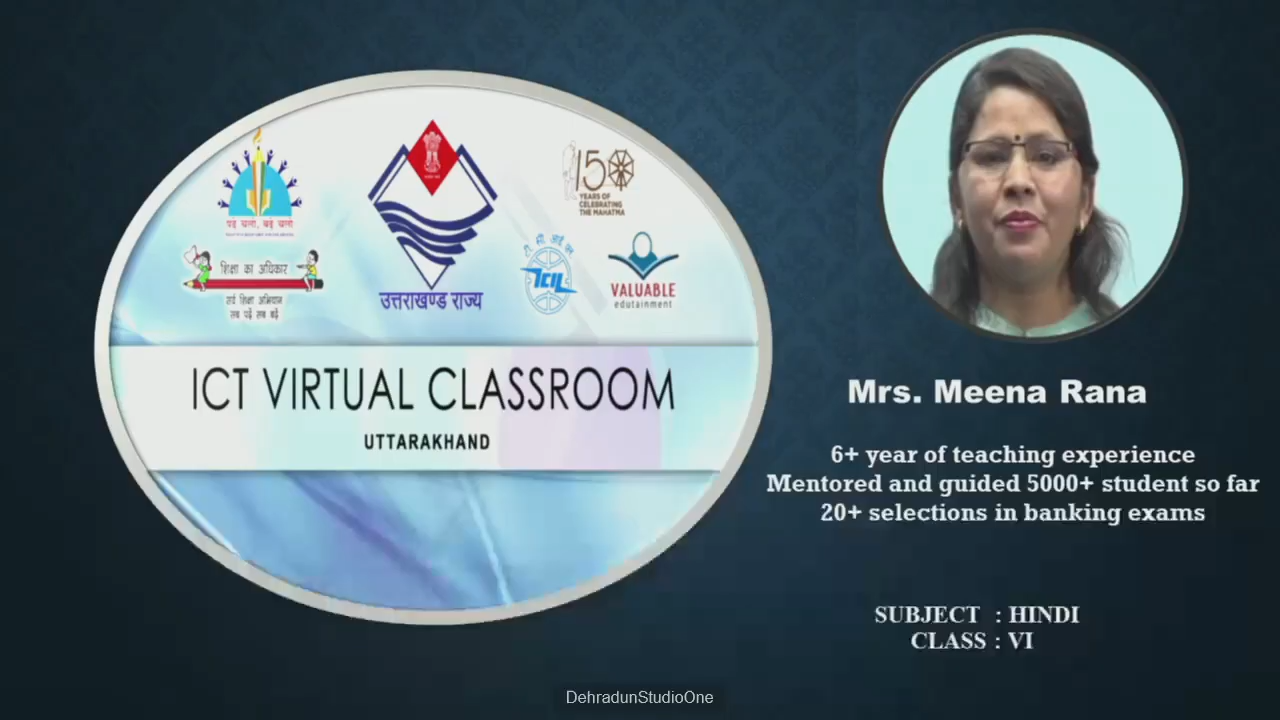 पढ़े चलो, बढ़े चलो
शिक्षा का अधिकार
सर्व शिक्षा अभियान
सब पढ़ें सब बढ़ें
उत्तराखण्ड राज्य
150
YEARS OF
CELEBRATING
THE MAHATMA
TCIL
VALUABLE
edutainment
ICT VIRTUAL CLASSROOM
UTTARAKHAND
Mrs. Meena Rana
6+ year of teaching experience
Mentored and guided 5000+ student so far
20+ selections in banking exams
SUBJECT : HINDI
CLASS : VI
DehradunStudioOne